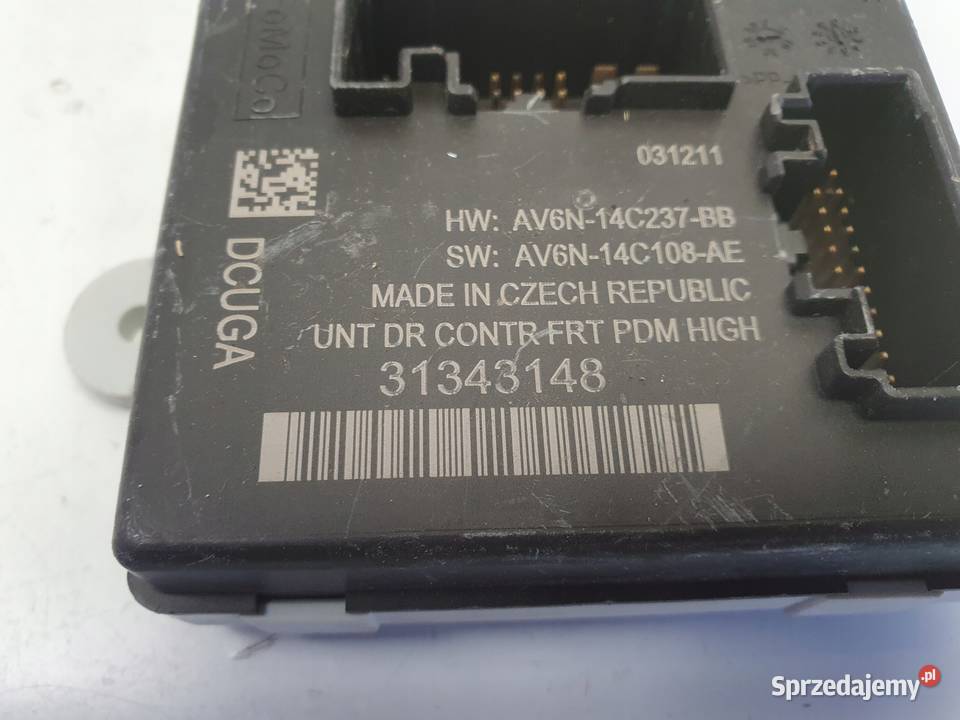 oMoCo
031211
HW: AV6N-14C237-BB
SW: AV6N-14C108-AE
MADE IN CZECH REPUBLIC
UNT DR CONTR FRT PDM HIGH
31343148
DCUGA
Sprzedajemy.pl